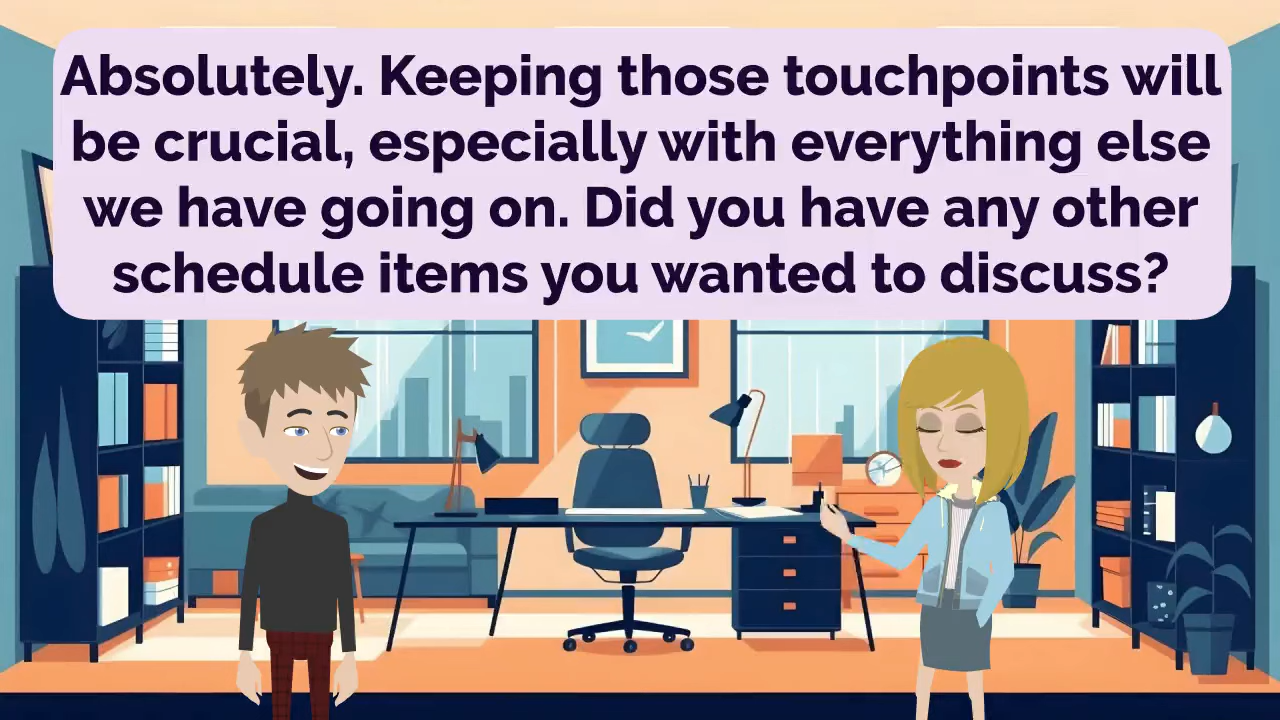 Absolutely. Keeping those touchpoints will
be crucial, especially with everything else
we have going on. Did you have any other
schedule items you wanted to discuss?